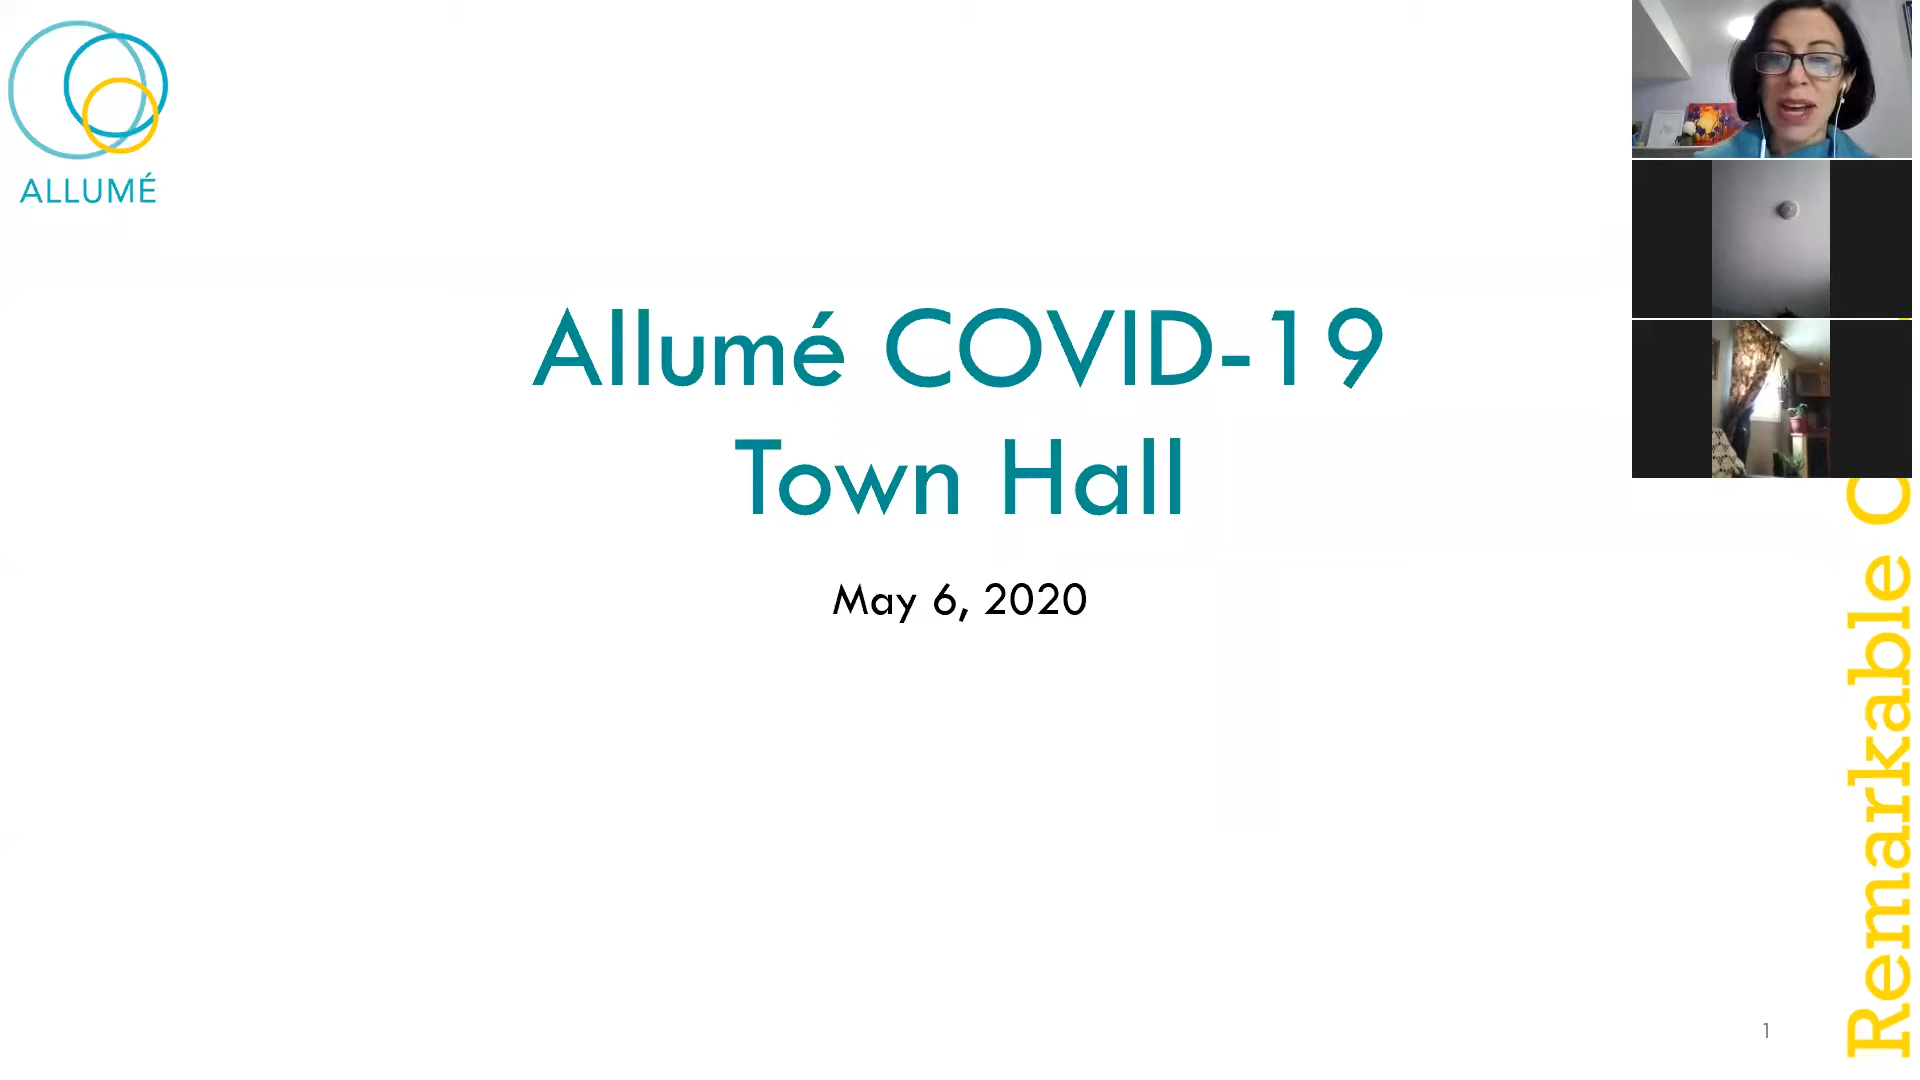 ALLUMÉ
Allumé COVID-19
Town Hall
May 6, 2020
Remarkable
1